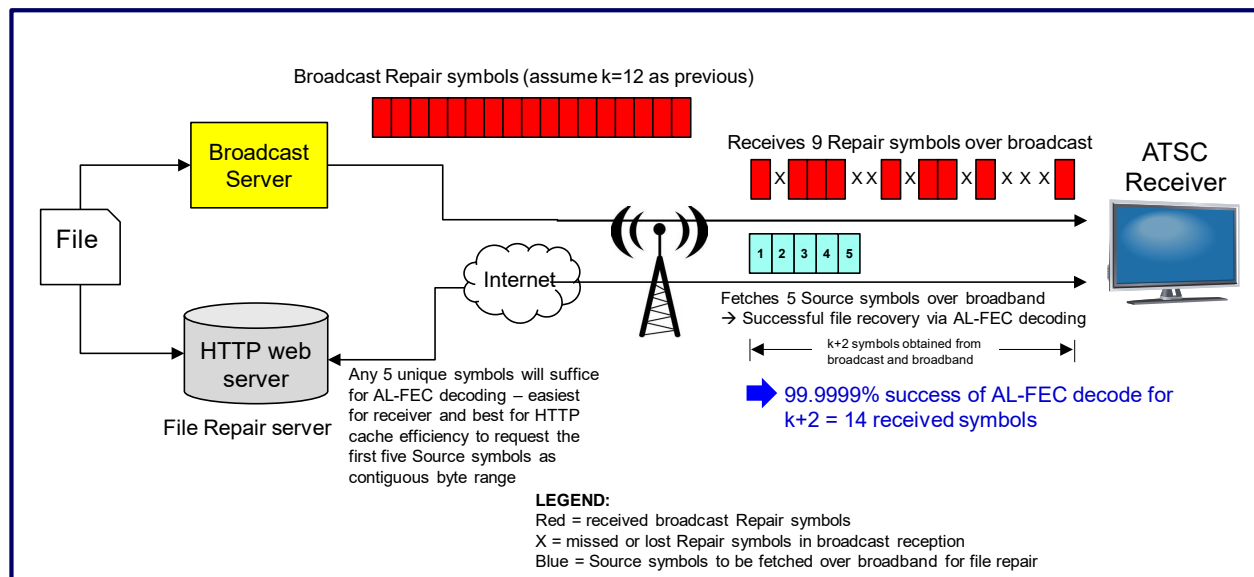 Broadcast Repair symbols (assume k=12 as previous)
Broadcast
Server
Receives 9 Repair symbols over broadcast
X X X X X X X X X
ATSC
Receiver
File
Internet
1 2 3 4 5
Fetches 5 Source symbols over broadband
→ Successful file recovery via AL-FEC decoding
k+2 symbols obtained from
broadcast and broadband
HTTP web
server
File Repair server
Any 5 unique symbols will suffice
for AL-FEC decoding – easiest
for receiver and best for HTTP
cache efficiency to request the
first five Source symbols as
contiguous byte range
99.9999% success of AL-FEC decode for
k+2 = 14 received symbols
LEGEND:
Red = received broadcast Repair symbols
X = missed or lost Repair symbols in broadcast reception
Blue = Source symbols to be fetched over broadband for file repair